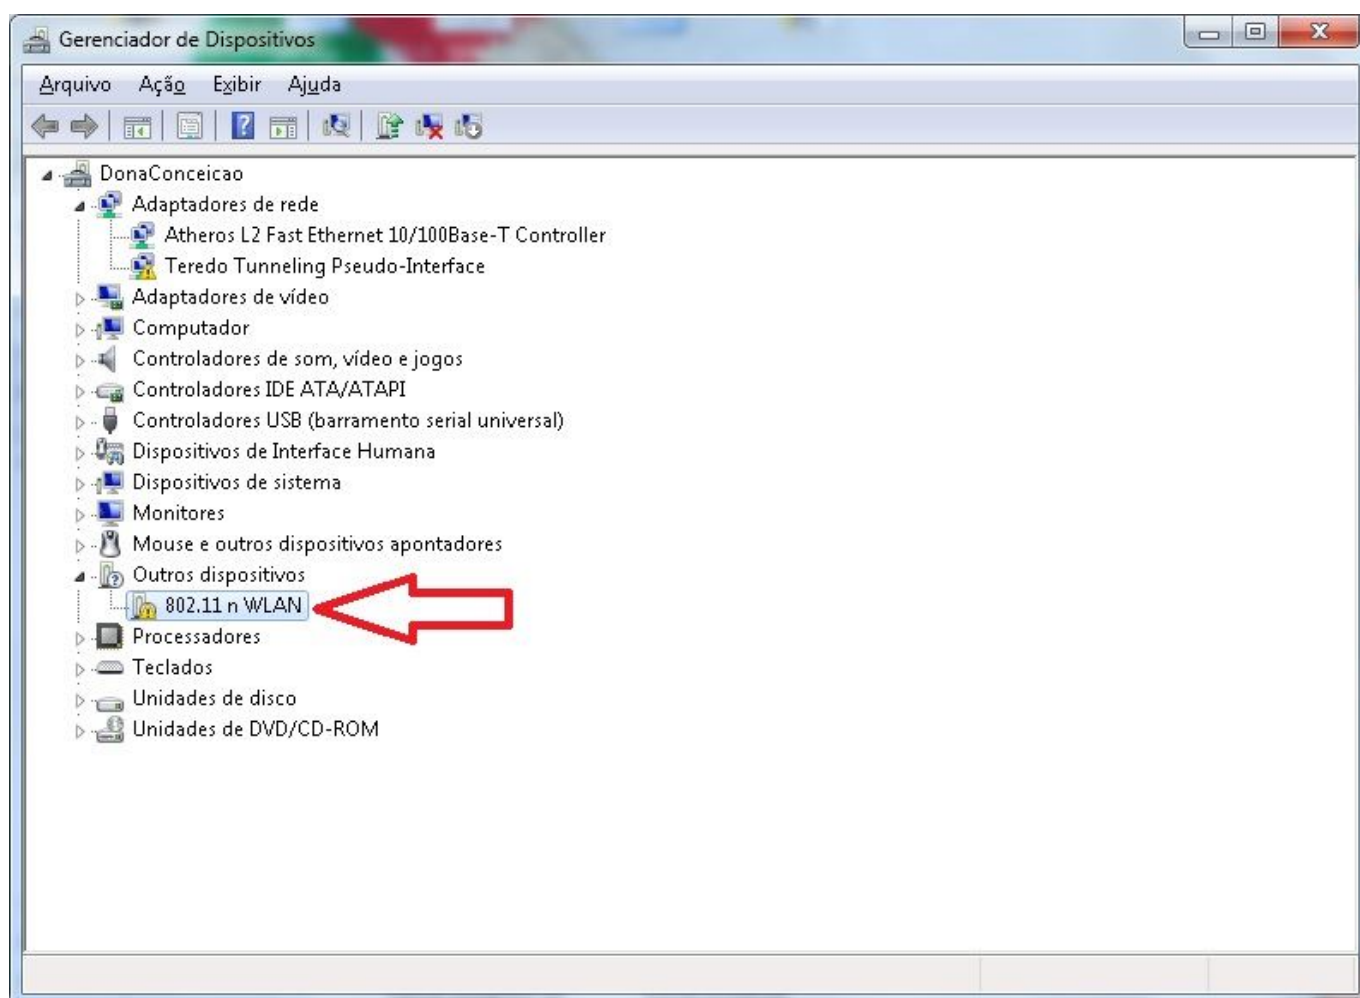 Gerenciador de Dispositivos
Arquivo Ação Exibir Ajuda
DonaConceicao
Adaptadores de rede
Atheros L2 Fast Ethernet 10/100Base-T Controller
Teredo Tunneling Pseudo-Interface
Adaptadores de vídeo
Computador
Controladores de som, vídeo e jogos
Controladores IDE ATA/ATAPI
Controladores USB (barramento serial universal)
Dispositivos de Interface Humana
Dispositivos de sistema
Monitores
Mouse e outros dispositivos apontadores
Outros dispositivos
802.11 n WLAN
Processadores
Teclados
Unidades de disco
Unidades de DVD/CD-ROM